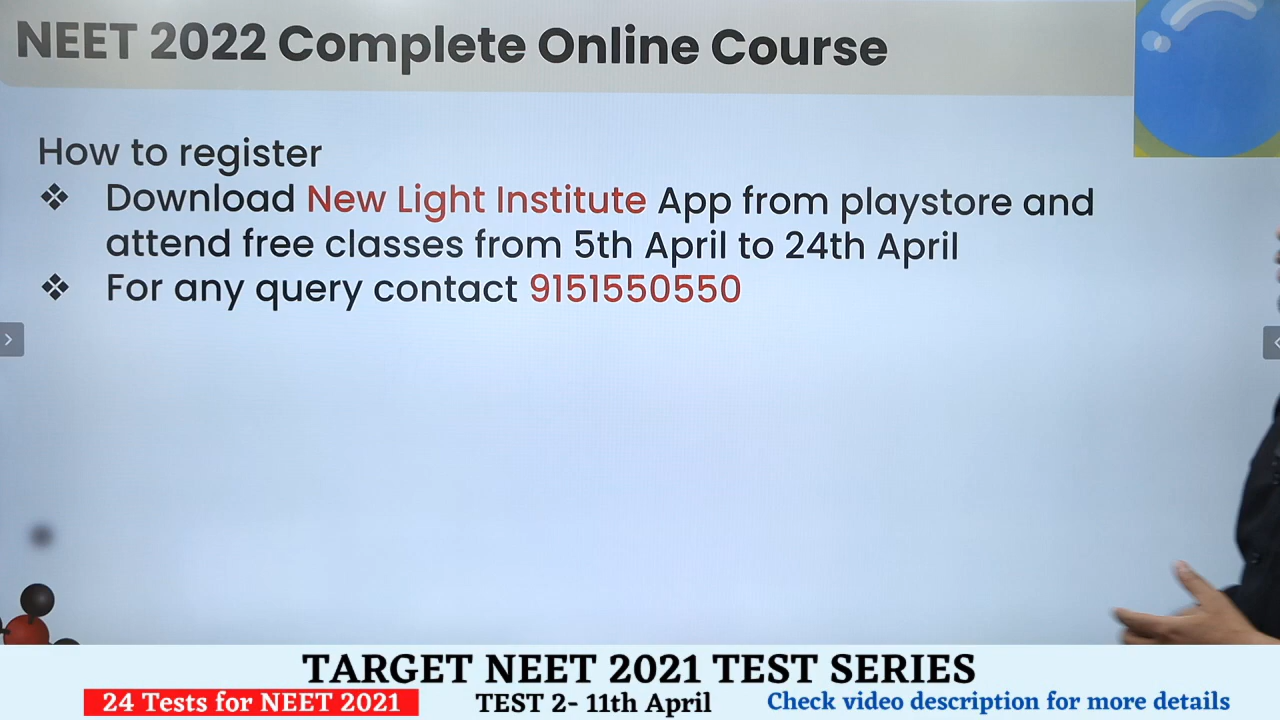 NEET 2022 Complete Online Course
How to register
❖ Download New Light Institute App from playstore and
attend free classes from 5th April to 24th April
❖ For any query contact 9151550550
TARGET NEET 2021 TEST SERIES
24 Tests for NEET 2021 TEST 2- 11th April Check video description for more details